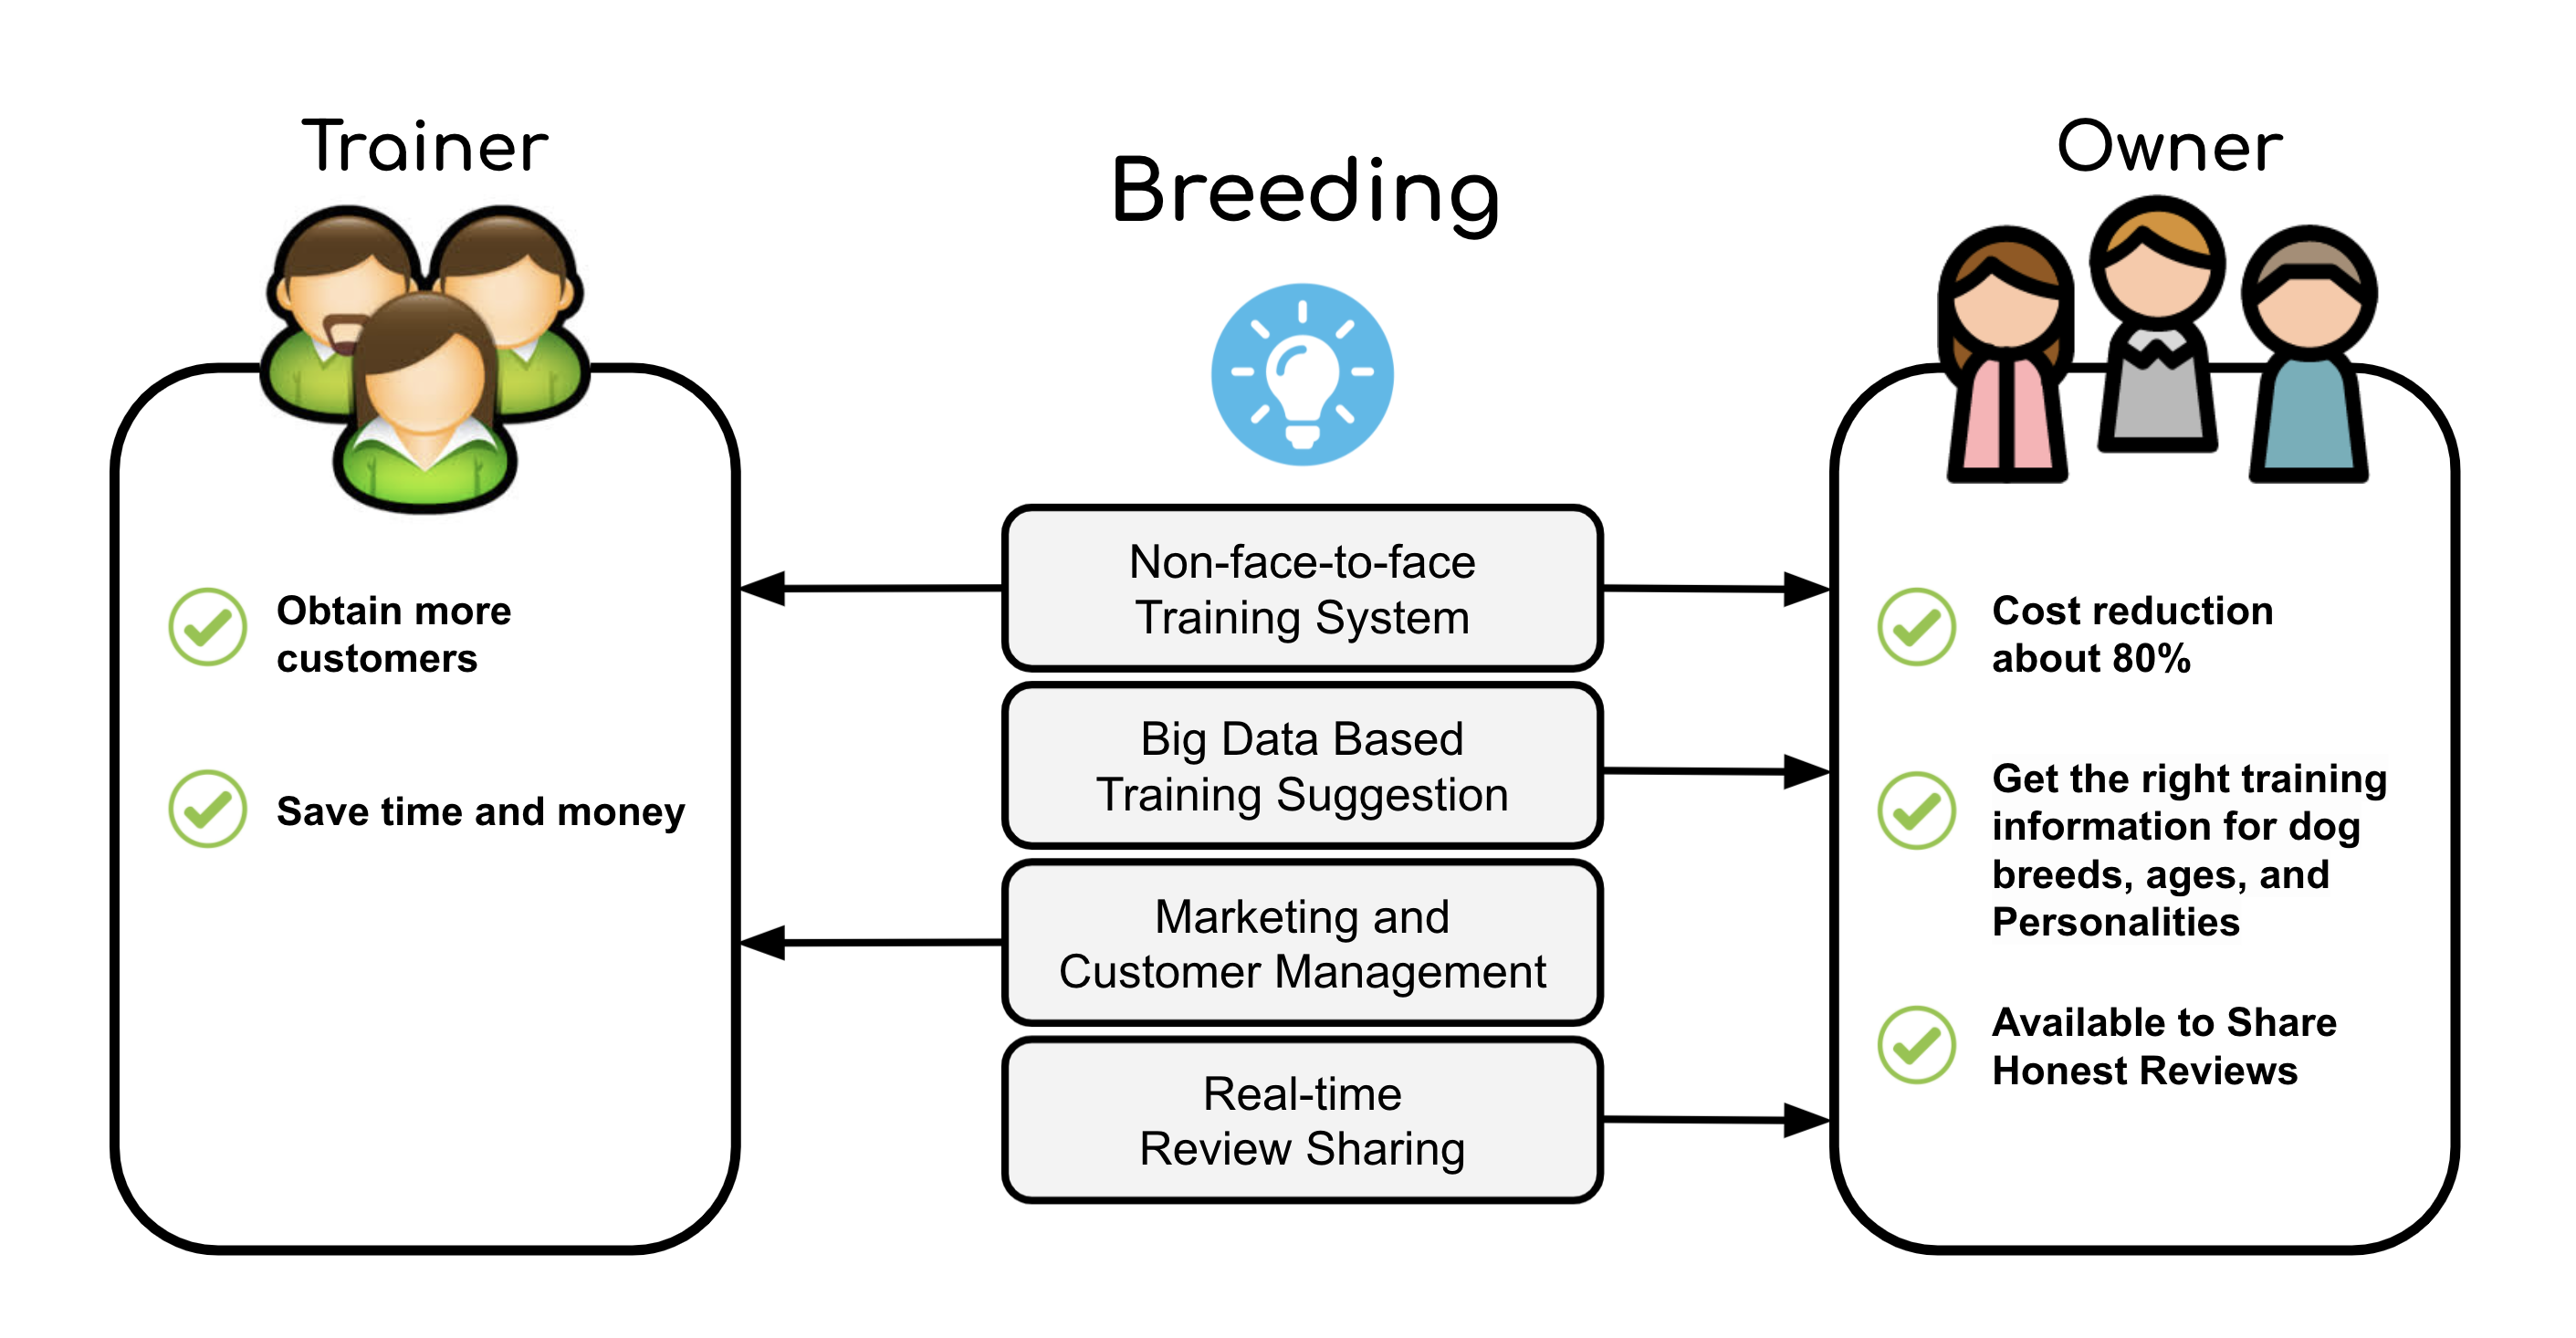 Trainer
Breeding
Owner
Obtain more
customers
Save time and money
Non-face-to-face
Training System
Big Data Based
Training Suggestion
Marketing and
Customer Management
Real-time
Review Sharing
Cost reduction
about 80%
Get the right training
information for dog
breeds, ages, and
Personalities
Available to Share
Honest Reviews